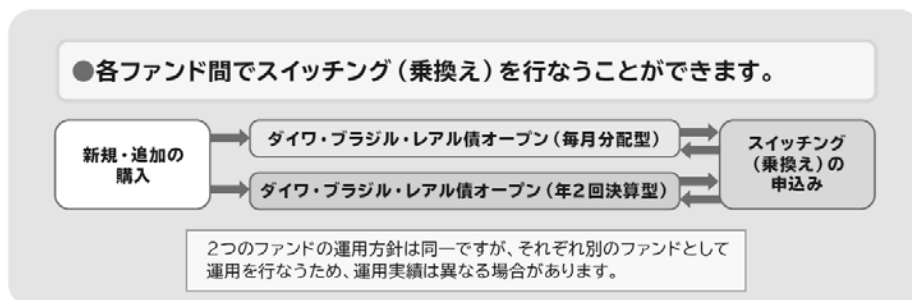 ●各ファンド間でスイッチング（乗換え）を行なうことができます。
新規・追加の
購入
ダイワ・ブラジル・レアル債オープン（毎月分配型）
ダイワ・ブラジル・レアル債オープン（年２回決算型）
スイッチング
（乗換え）の
申込み
２つのファンドの運用方針は同一ですが、それぞれ別のファンドとして
運用を行なうため、運用実績は異なる場合があります。